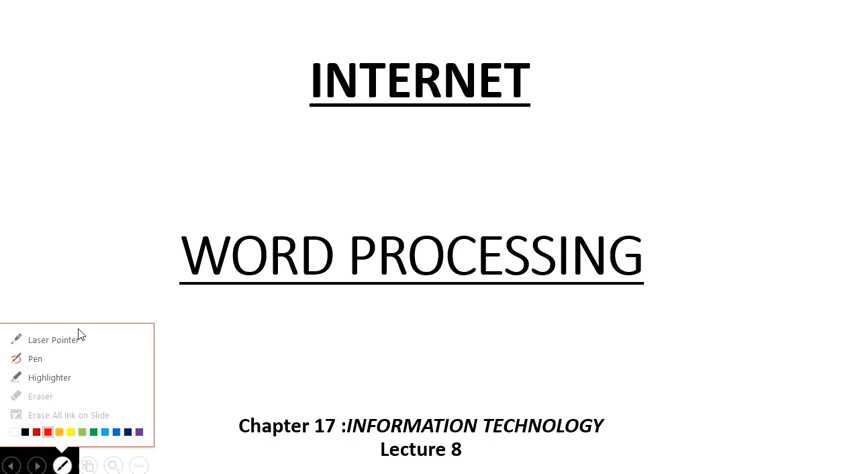 INTERNET
WORD PROCESSING
Laser Pointer
Pen
Highlighter
Eraser
Erase All Ink on Slide
Chapter 17 :INFORMATION TECHNOLOGY
Lecture 8